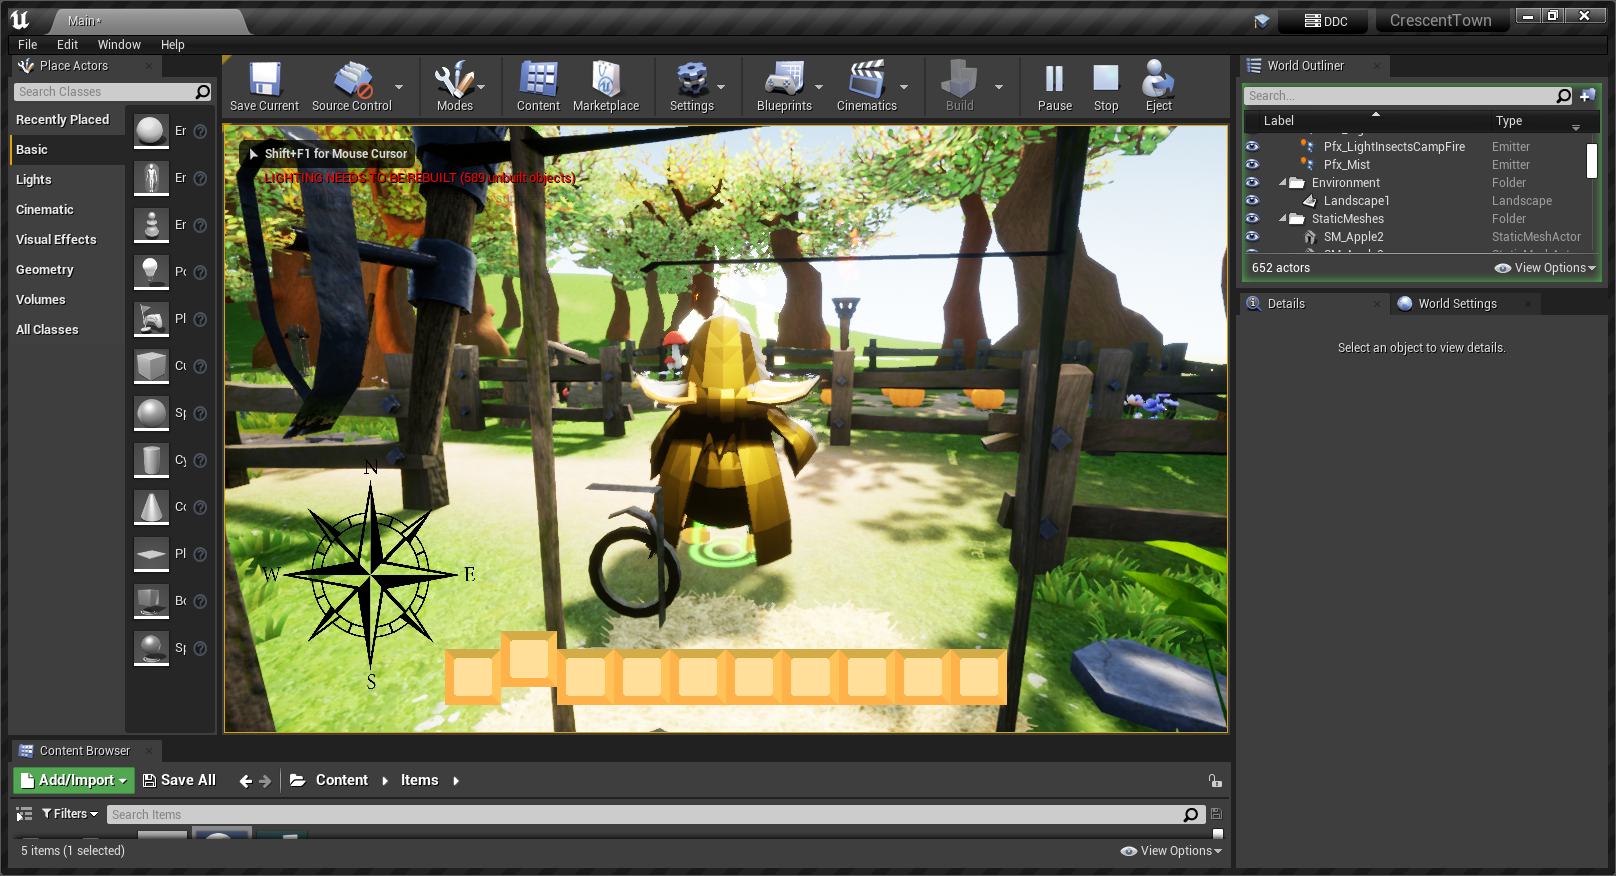 Main*
DDC
CrescentTown
File Edit Window Help
Place Actors
Search Classes
Recently Placed
Basic
Lights
Cinematic
Visual Effects
Geometry
Volumes
All Classes
Save Current
Source Control
Modes
Content
Marketplace
Settings
Blueprints
Cinematics
Build
Pause
Stop
Eject
Shift+F1 for Mouse Cursor
LIGHTING NEEDS TO BE REBUILT (589 unbuilt objects)
N
W
E
S
World Outliner
Search...
Label Type
Pfx_LightInsectsCampFire Emitter
Pfx_Mist Emitter
Environment Folder
Landscape1 Landscape
StaticMeshes Folder
SM_Apple2 StaticMeshActor
652 actors
View Options
Details
World Settings
Select an object to view details.
Content Browser
Add/Import
Save All
Content
Items
Filters
Search Items
5 items (1 selected)
View Options